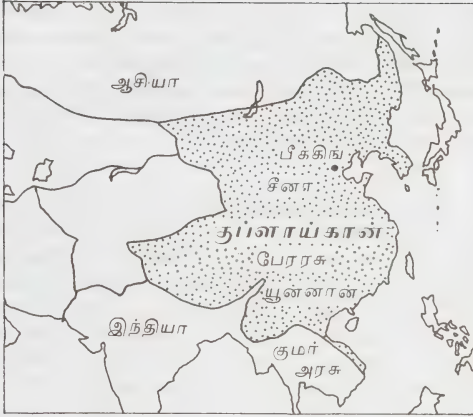 ஆசியா
பீக்கிங்
சீனா
குப்ளாய்கான்
பேரரசு
யூன்னான்
இந்தியா
குமர்
அரசு